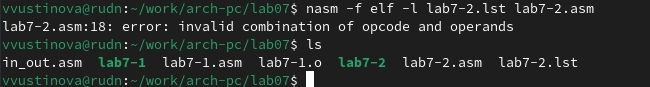 vvustinova@rudn:~/work/arch-pc/lab07$ nasm -f elf -l lab7-2.lst lab7-2.asm
lab7-2.asm:18: error: invalid combination of opcode and operands
vvustinova@rudn:~/work/arch-pc/lab07$ ls
in_out.asm  lab7-1  lab7-1.asm  lab7-1.o  lab7-2  lab7-2.asm  lab7-2.lst
vvustinova@rudn:~/work/arch-pc/lab07$